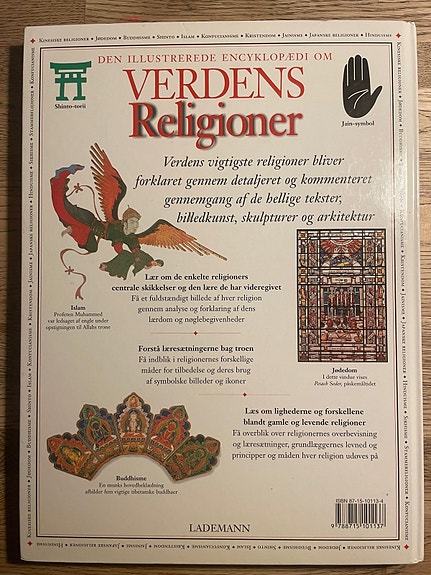 KINESISKE RELIGIONER • JØDEDOM • BUDDHISME • SHINTO • ISLAM • KONFUCIANISME • KRISTENDOM • JAINISME • JAPANSKE RELIGIONER • HINDUISME
DEN ILLUSTREREDE ENCYKLOPÆDI OM
VERDENS
Religioner
Shinto-torii
Jain-symbol
Verdens vigtigste religioner bliver
forklaret gennem detaljeret og kommenteret
gennemgang af de hellige tekster,
billedkunst, skulpturer og arkitektur
Islam
Profeten Muhammed
var ledsaget af engle under
opstigningen til Allahs trone
Lær om de enkelte religioners
centrale skikkelser og den lære de har videregivet
Få et fuldstændigt billede af hver religion
gennem analyse og forklaring af dens
lærdom og nøglebegivenheder
Forstå læresætningerne bag troen
Få indblik i religionernes forskellige
måder for tilbedelse og deres brug
af symbolske billeder og ikoner
Jødedom
I dette vindue vises
Pesach Seder, påskemåltidet
Læs om lighederne og forskellene
blandt gamle og levende religioner
Få overblik over religionernes overbevisning
og læresætninger, grundlæggernes levned og
principper og måden hver religion udøves på
Buddhisme
En munks hovedbeklædning
afbilder fem vigtige tibetanske buddhaer
ISBN 87-15-10113-4
9 788715 101137
LADEMANN